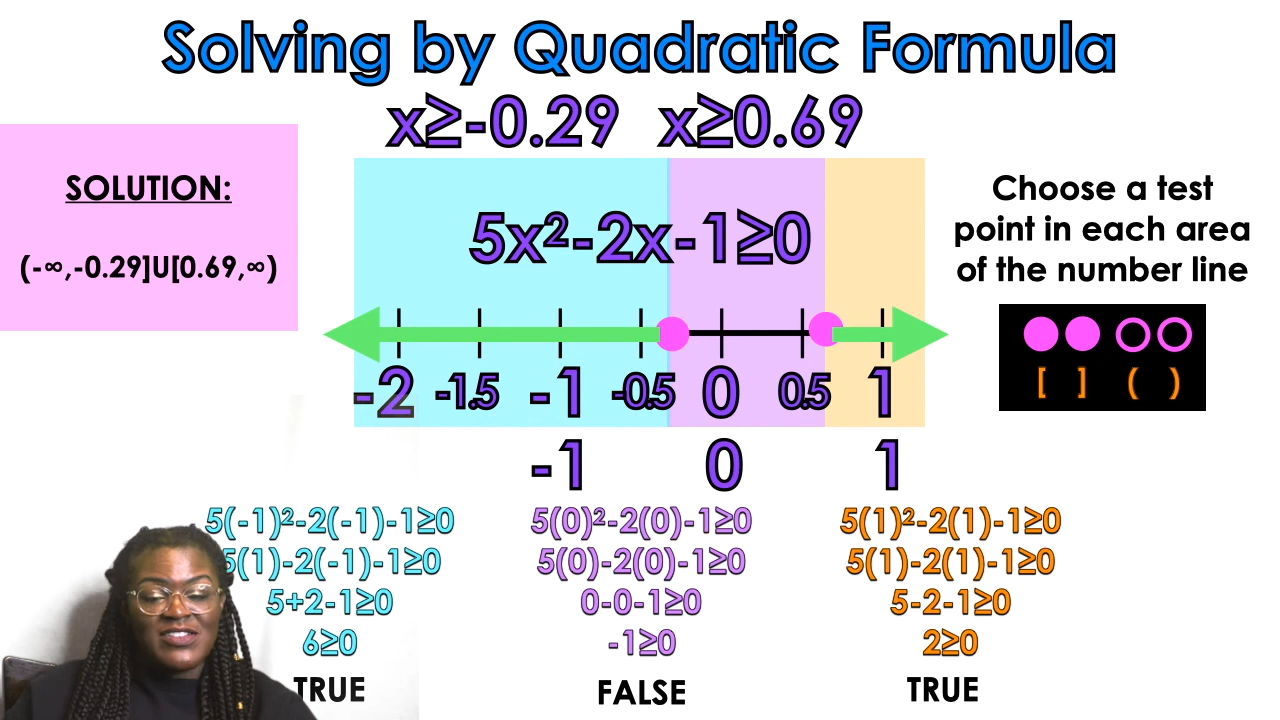 Solving by Quadratic Formula
x≥-0.29 x≥0.69
SOLUTION:
(-∞,-0.29]U[0.69,∞)
5x²-2x-1≥0
-2 -1.5 -1 -0.5 0 0.5 1
Choose a test
point in each area
of the number line
[ ] ( )
-1 0 1
5(-1)²-2(-1)-1≥0
5(1)-2(-1)-1≥0
5+2-1≥0
6≥0
TRUE
5(0)²-2(0)-1≥0
5(0)-2(0)-1≥0
0-0-1≥0
-1≥0
FALSE
5(1)²-2(1)-1≥0
5(1)-2(1)-1≥0
5-2-1≥0
2≥0
TRUE